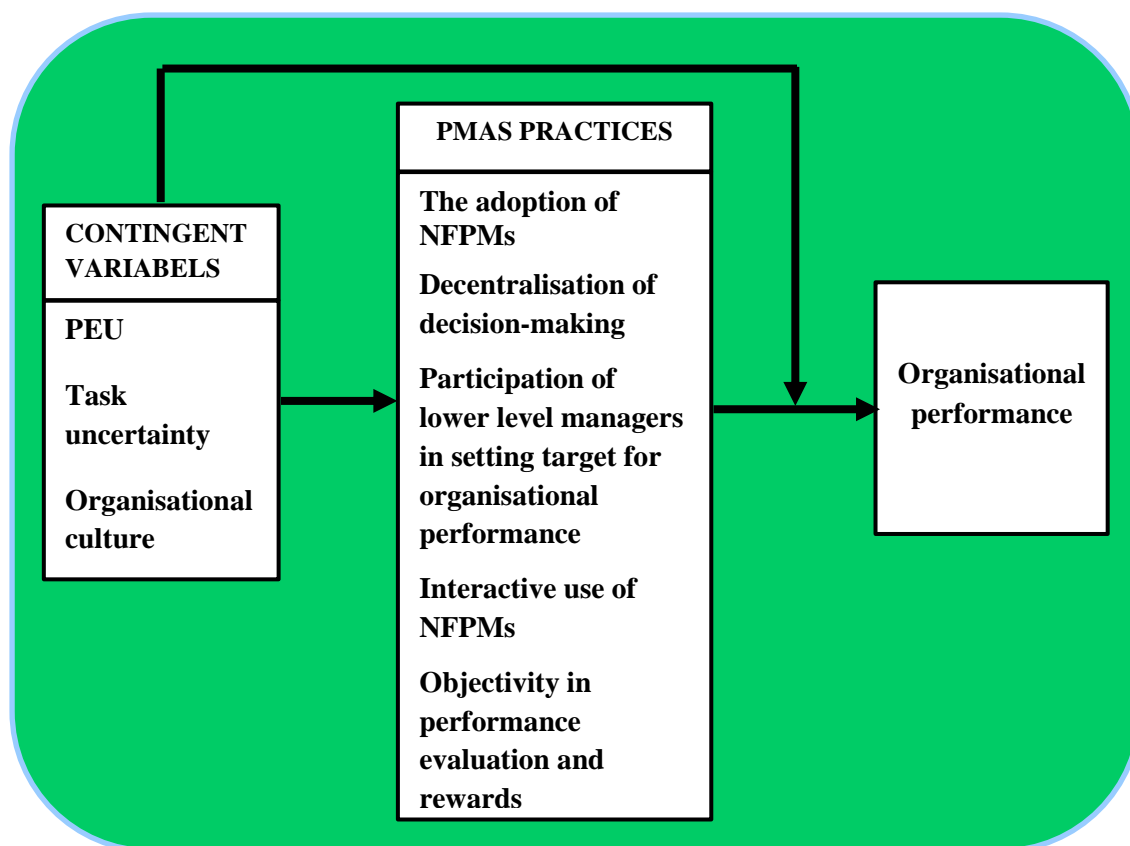 PMAS PRACTICES
The adoption of
NFPMs
Decentralisation of
decision-making
Participation of
lower level managers
in setting target for
organisational
performance
Interactive use of
NFPMs
Objectivity in
performance
evaluation and
rewards
CONTINGENT
VARIABELS
PEU
Task
uncertainty
Organisational
culture
Organisational
performance